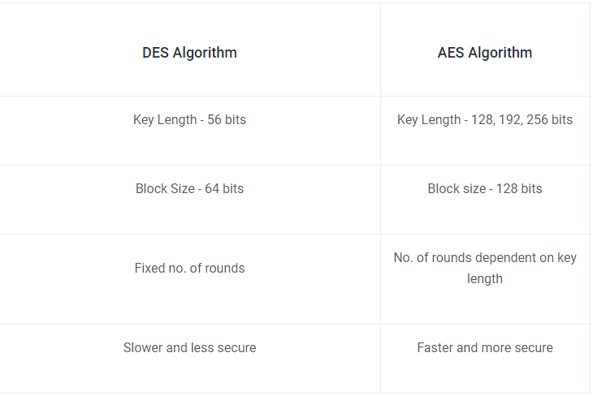 DES Algorithm
AES Algorithm
Key Length - 56 bits
Key Length - 128, 192, 256 bits
Block Size - 64 bits
Block size - 128 bits
Fixed no. of rounds
No. of rounds dependent on key
length
Slower and less secure
Faster and more secure